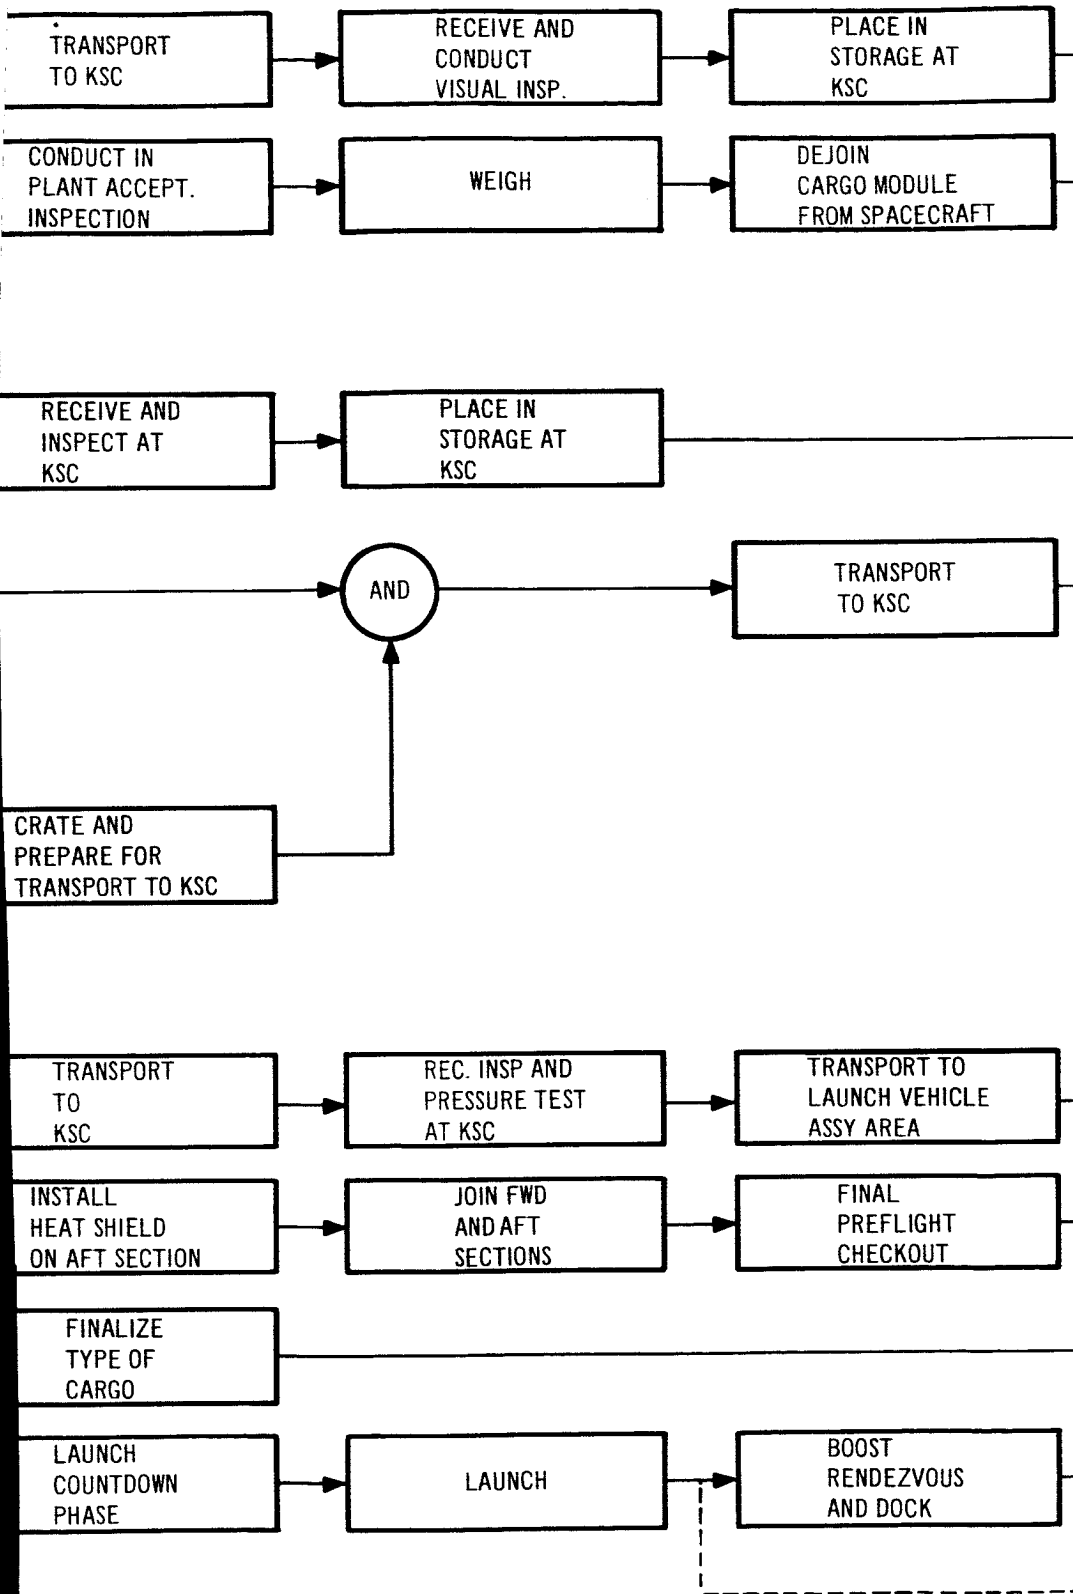 TRANSPORT
TO KSC
RECEIVE AND
CONDUCT
VISUAL INSP.
PLACE IN
STORAGE AT
KSC
CONDUCT IN
PLANT ACCEPT.
INSPECTION
WEIGH
DEJOIN
CARGO MODULE
FROM SPACECRAFT
RECEIVE AND
INSPECT AT
KSC
PLACE IN
STORAGE AT
KSC
AND
TRANSPORT
TO KSC
CRATE AND
PREPARE FOR
TRANSPORT TO KSC
TRANSPORT
TO
KSC
REC. INSP AND
PRESSURE TEST
AT KSC
TRANSPORT TO
LAUNCH VEHICLE
ASSY AREA
INSTALL
HEAT SHIELD
ON AFT SECTION
JOIN FWD
AND AFT
SECTIONS
FINAL
PREFLIGHT
CHECKOUT
FINALIZE
TYPE OF
CARGO
LAUNCH
COUNTDOWN
PHASE
LAUNCH
BOOST
RENDEZVOUS
AND DOCK